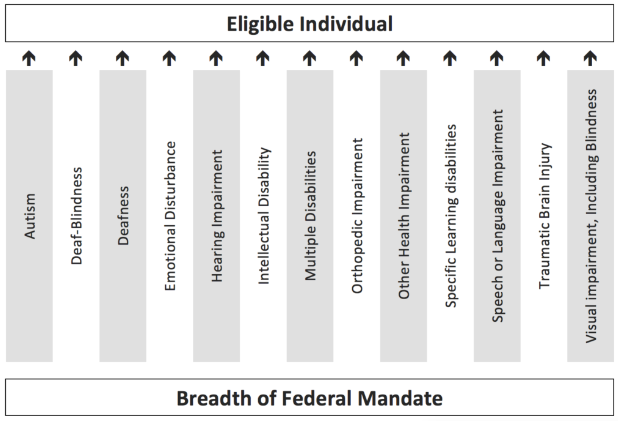 Eligible Individual
Autism
Deaf-Blindness
Deafness
Emotional Disturbance
Hearing Impairment
Intellectual Disability
Multiple Disabilities
Orthopedic Impairment
Other Health Impairment
Specific Learning disabilities
Speech or Language Impairment
Traumatic Brain Injury
Visual impairment, Including Blindness
Breadth of Federal Mandate